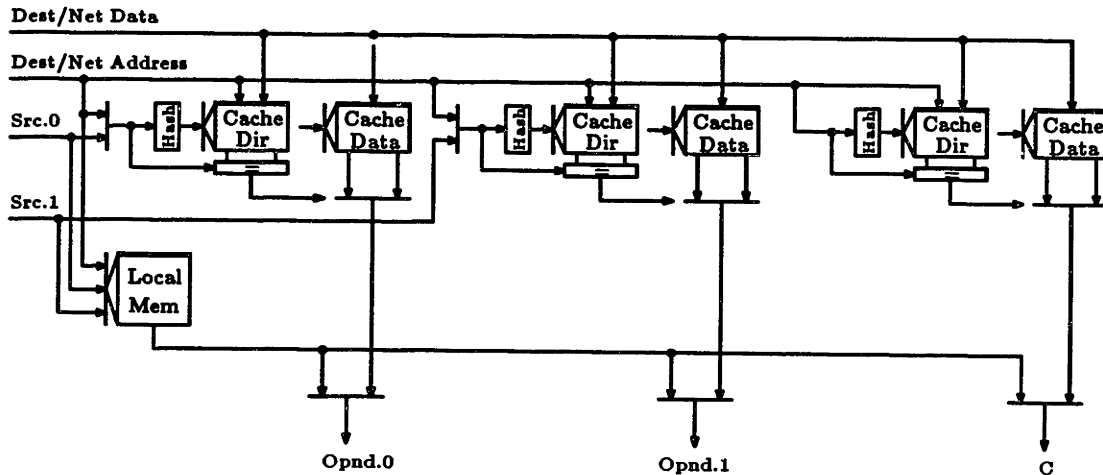 Dest/Net Data
Dest/Net Address
Src.0
Hash
Cache
Dir
=
Cache
Data
Hash
Cache
Dir
=
Cache
Data
Hash
Cache
Dir
=
Cache
Data
Src.1
Local
Mem
Opnd.0
Opnd.1
C